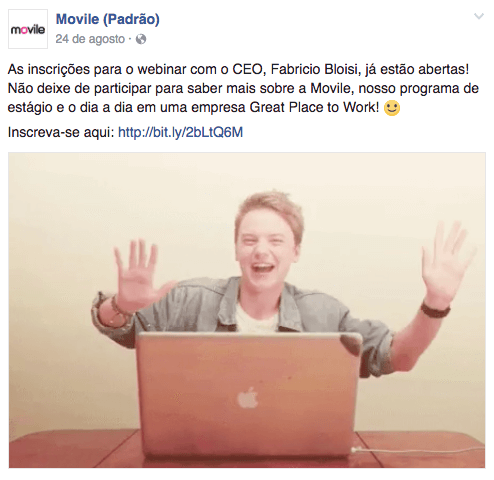 movile
Movile (Padrão)
24 de agosto ·
As inscrições para o webinar com o CEO, Fabricio Bloisi, já estão abertas!
Não deixe de participar para saber mais sobre a Movile, nosso programa de
estágio e o dia a dia em uma empresa Great Place to Work!
Inscreva-se aqui: http://bit.ly/2bLtQ6M